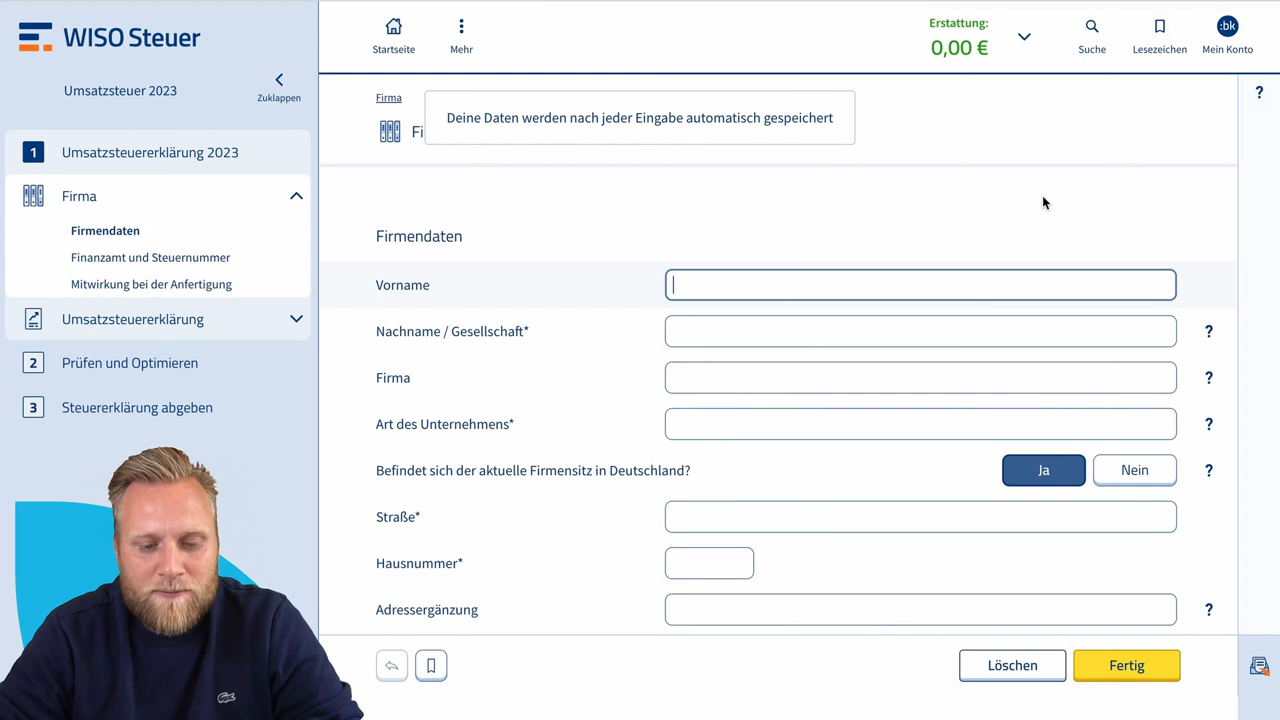 WISO Steuer
Umsatzsteuer 2023
Zuklappen
1 Umsatzsteuererklärung 2023
Firma
Firmendaten
Finanzamt und Steuernummer
Mitwirkung bei der Anfertigung
Umsatzsteuererklärung
2 Prüfen und Optimieren
3 Steuererklärung abgeben
Startseite
Mehr
Erstattung:
0,00 €
Suche
Lesezeichen
:bk
Mein Konto
?
Firma
Fi
Deine Daten werden nach jeder Eingabe automatisch gespeichert
Firmendaten
Vorname
Nachname / Gesellschaft* ?
Firma ?
Art des Unternehmens* ?
Befindet sich der aktuelle Firmensitz in Deutschland? Ja Nein ?
Straße*
Hausnummer*
Adressergänzung ?
Löschen Fertig